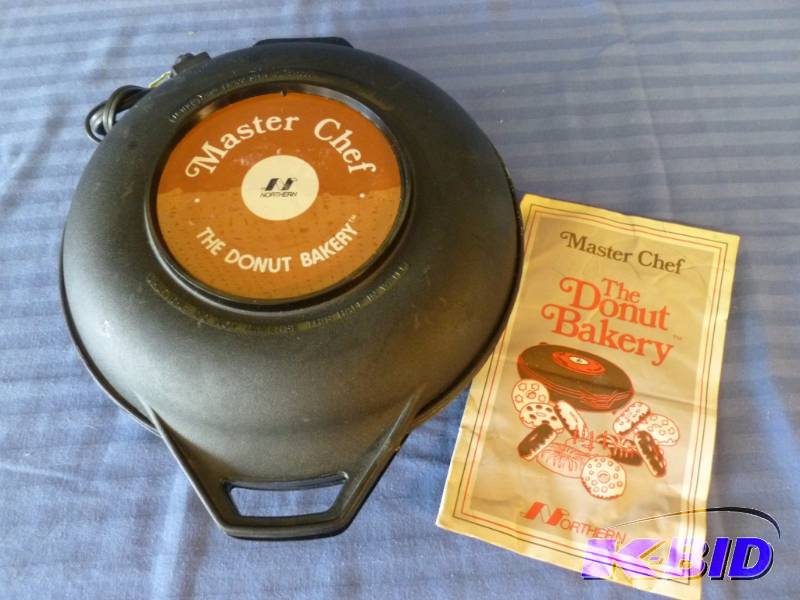 Master Chef
N
NORTHERN
THE DONUT BAKERY™
Master Chef
The
Donut
Bakery™
NORTHERN
K-BID